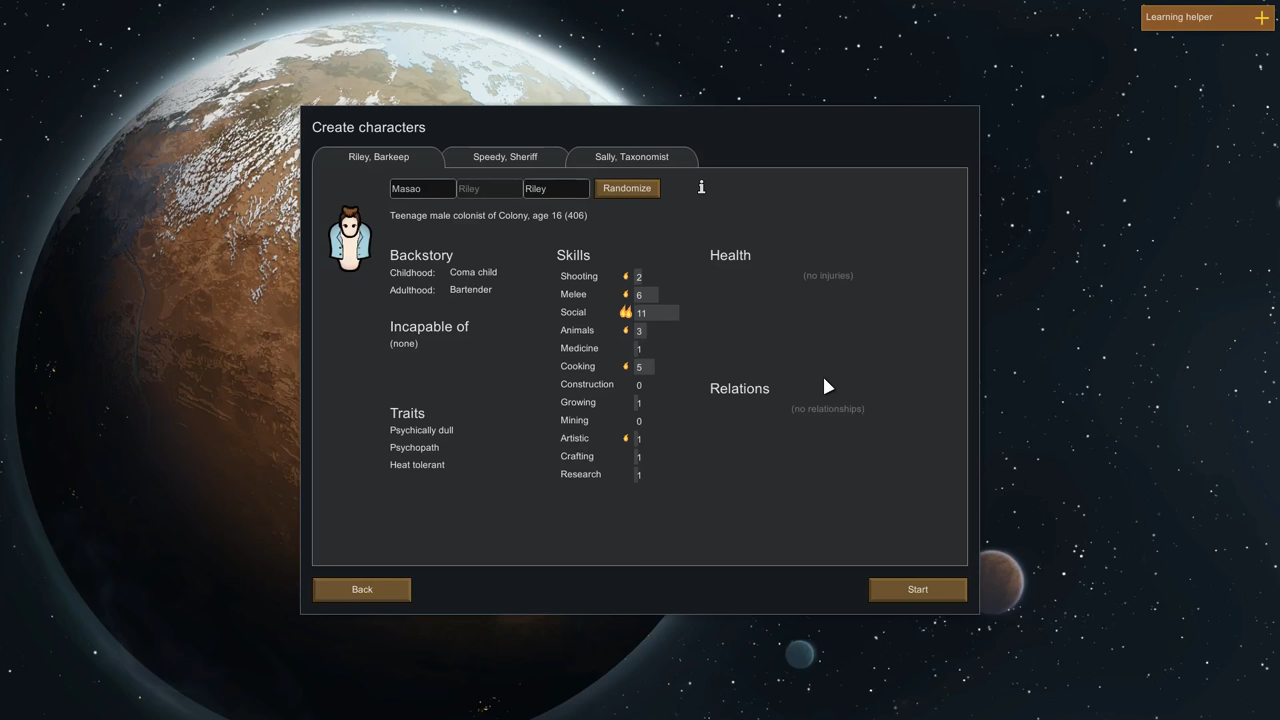 Learning helper
Create characters
Riley, Barkeep
Speedy, Sheriff
Sally, Taxonomist
Masao
Riley
Riley
Randomize
Teenage male colonist of Colony, age 16 (406)
Backstory
Childhood: Coma child
Adulthood: Bartender
Incapable of
(none)
Traits
Psychically dull
Psychopath
Heat tolerant
Skills
Shooting 2
Melee 6
Social 11
Animals 3
Medicine 1
Cooking 5
Construction 0
Growing 1
Mining 0
Artistic 1
Crafting 1
Research 1
Health
(no injuries)
Relations
(no relationships)
Back
Start